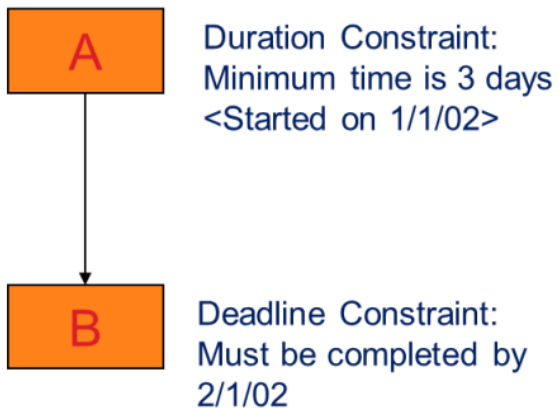 A
Duration Constraint:
Minimum time is 3 days
<Started on 1/1/02>
B
Deadline Constraint:
Must be completed by
2/1/02